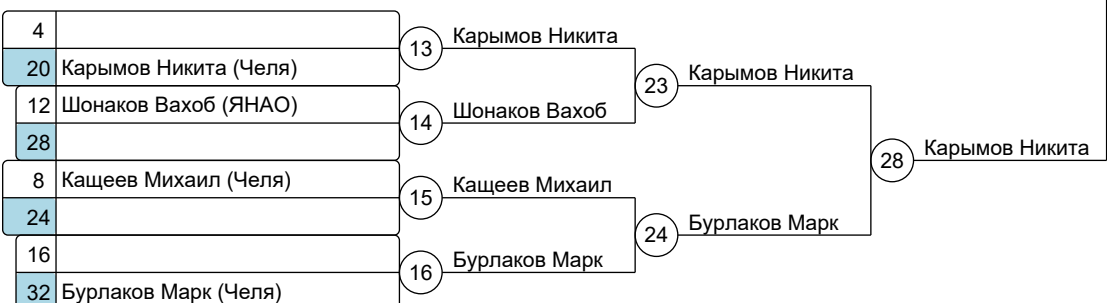 4
13 Карымов Никита
20 Карымов Никита (Челя)
23 Карымов Никита
12 Шонаков Вахоб (ЯНАО)
14 Шонаков Вахоб
28
28 Карымов Никита
8 Кащеев Михаил (Челя)
15 Кащеев Михаил
24
24 Бурлаков Марк
16
16 Бурлаков Марк
32 Бурлаков Марк (Челя)